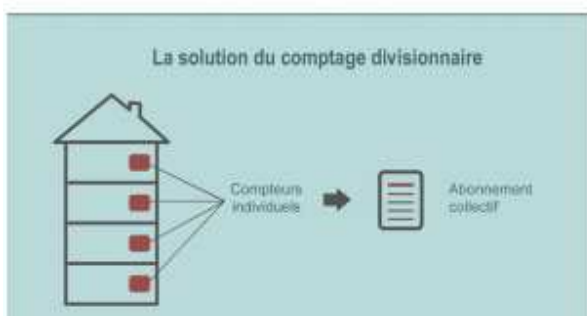 La solution du comptage divisionnaire
Compteurs
individuels
Abonnement
collectif